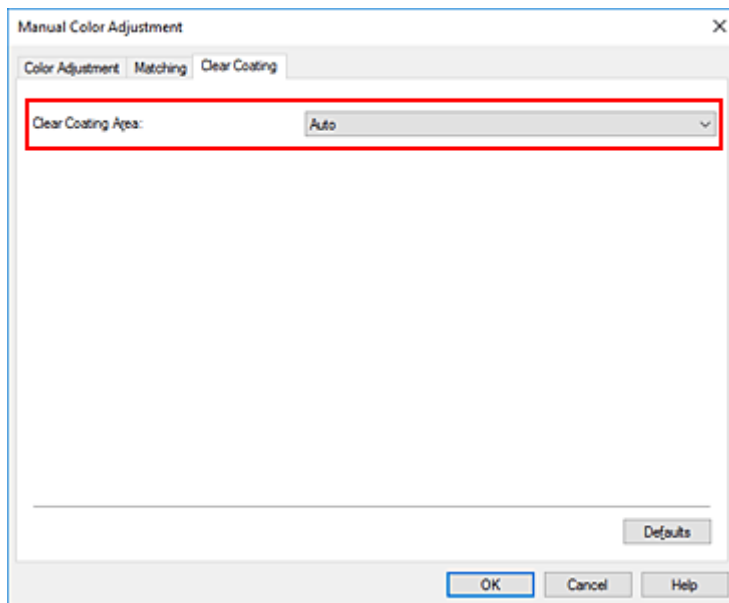 Manual Color Adjustment
Color Adjustment Matching Clear Coating
Clear Coating Area: Auto
Defaults
OK Cancel Help